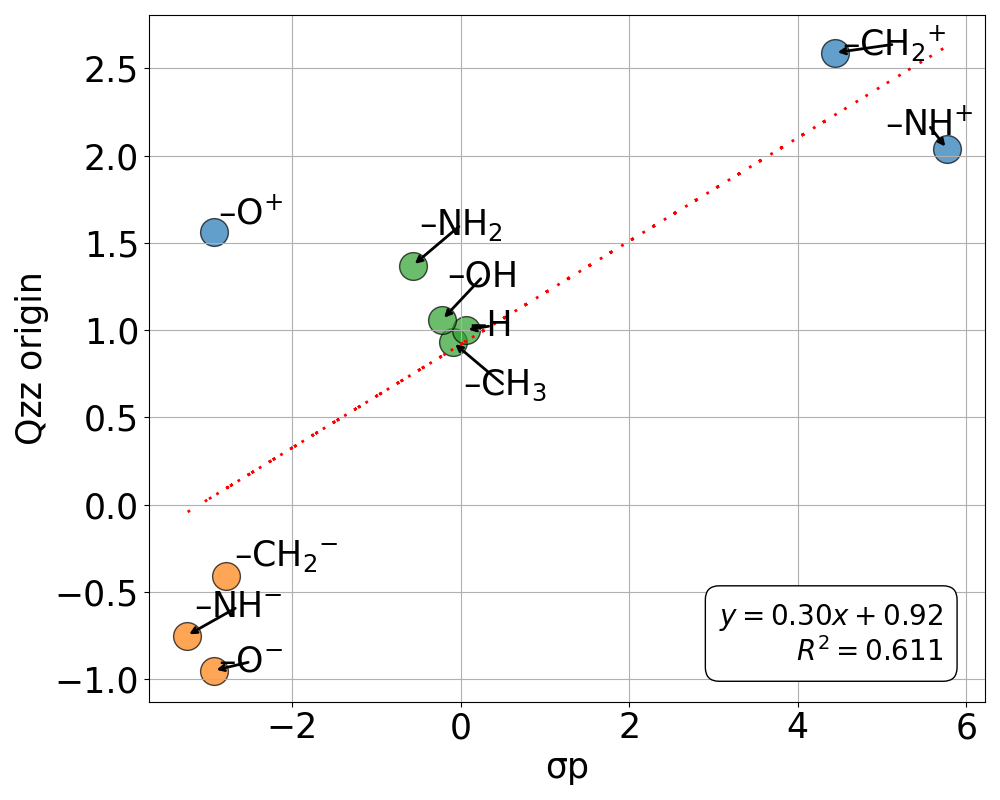 2.5
2.0
1.5
1.0
0.5
0.0
−0.5
−1.0
Qzz origin
–CH₂⁺
–NH⁺
–O⁺
–NH₂
–OH
–H
–CH₃
–CH₂⁻
–NH⁻
–O⁻
y = 0.30x + 0.92
R² = 0.611
−2 0 2 4 6
σp